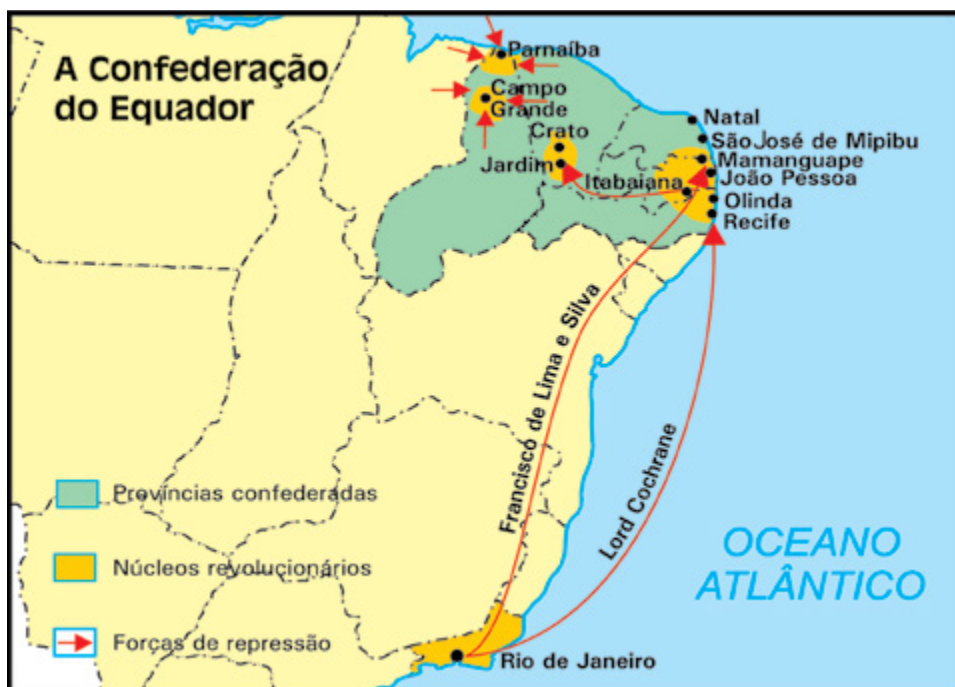 A Confederação
do Equador
Parnaíba
Campo
Grande
Crato
Jardim
Itabaiana
Natal
São José de Mipibu
Mamanguape
João Pessoa
Olinda
Recife
Francisco de Lima e Silva
Lord Cochrane
Províncias confederadas
Núcleos revolucionários
Forças de repressão
Rio de Janeiro
OCEANO
ATLÂNTICO